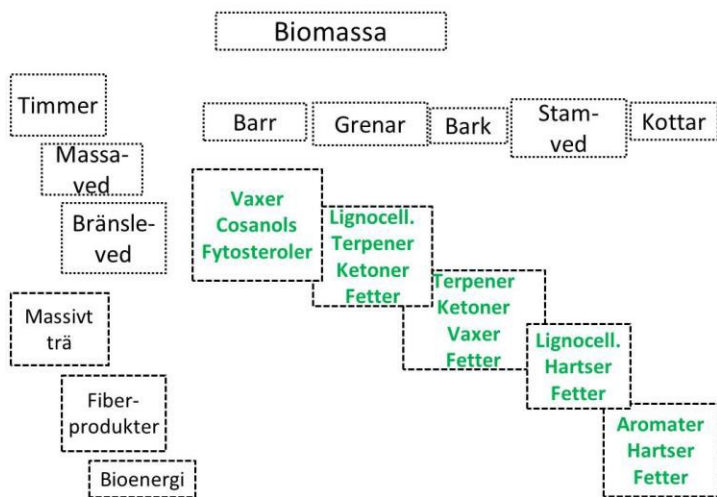 Biomassa
Timmer
Massa-
ved
Bränsle-
ved
Massivt
trä
Fiber-
produkter
Bioenergi
Barr
Grenar
Bark
Stam-
ved
Kottar
Vaxer
Cosanols
Fytosteroler
Lignocell.
Terpener
Ketoner
Fetter
Terpener
Ketoner
Vaxer
Fetter
Lignocell.
Hartser
Fetter
Aromater
Hartser
Fetter